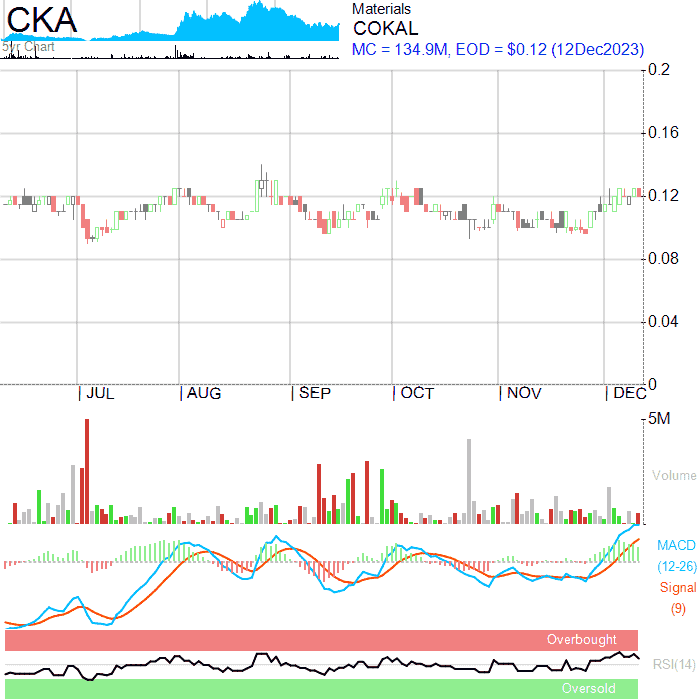 CKA
Materials
COKAL
5yr Chart
MC = 134.9M, EOD = $0.12 (12Dec2023)
0.2
0.16
0.12
0.08
0.04
0
JUL AUG SEP OCT NOV DEC
5M
Volume
MACD
(12-26)
Signal
(9)
Overbought
RSI(14)
Oversold